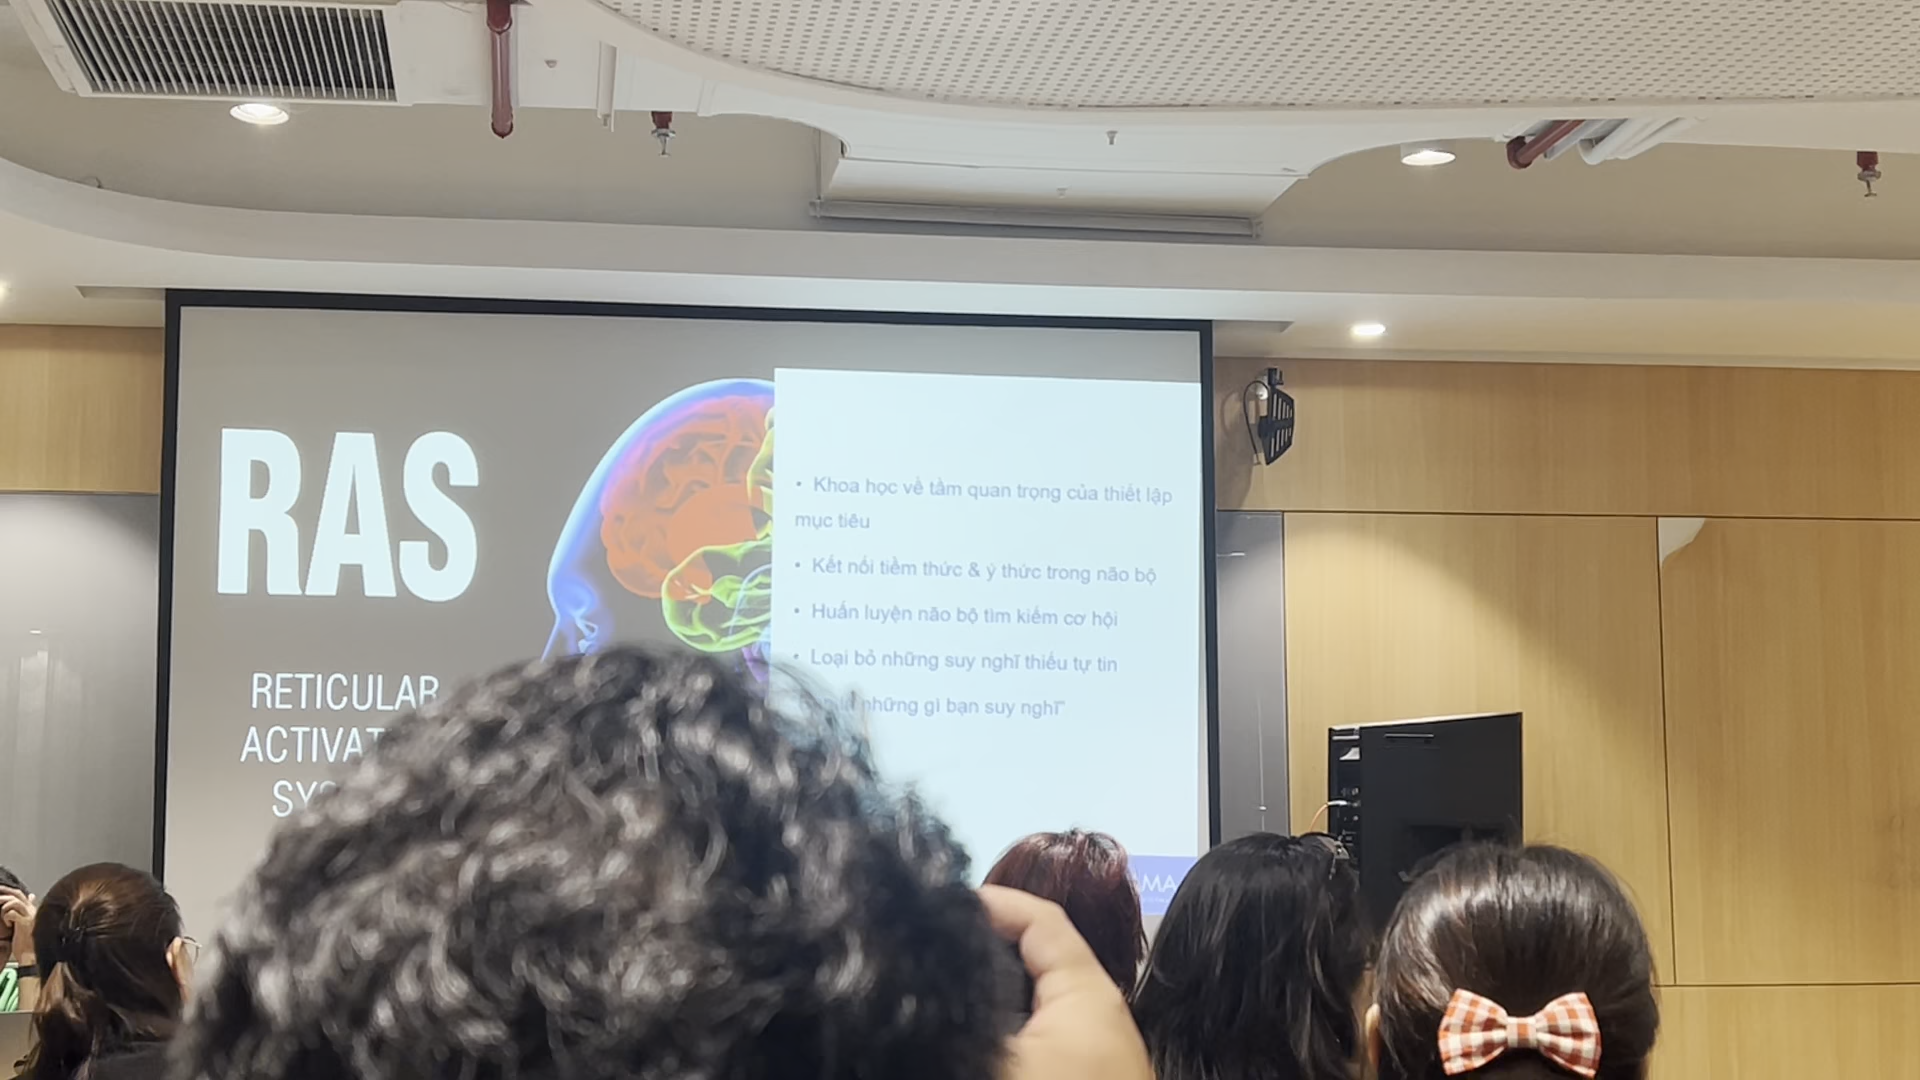 RAS
RETICULAR
• Khoa học về tầm quan trọng của thiết lập
mục tiêu
• Kết nối tiềm thức & ý thức trong não bộ
• Huấn luyện não bộ tìm kiếm cơ hội
• Loại bỏ những suy nghĩ thiếu tự tin
những gì bạn suy nghĩ"